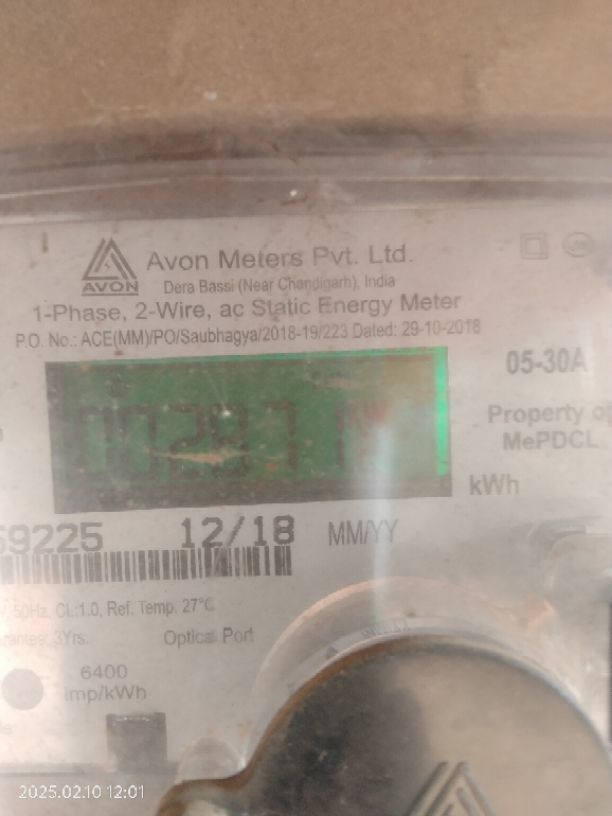 AVON
Avon Meters Pvt. Ltd.
Dera Bassi (Near Chandigarh), India
1-Phase, 2-Wire, ac Static Energy Meter
P.O. No.: ACE(MM)/PO/Saubhagya/2018-19/223 Dated: 29-10-2018
05-30A
Property of
MePDCL
kWh
59225 12/18 MM/YY
50Hz, CL:1.0, Ref. Temp. 27°C
3Yrs. Optical Port
6400
imp/kWh
2025.02.10 12:01